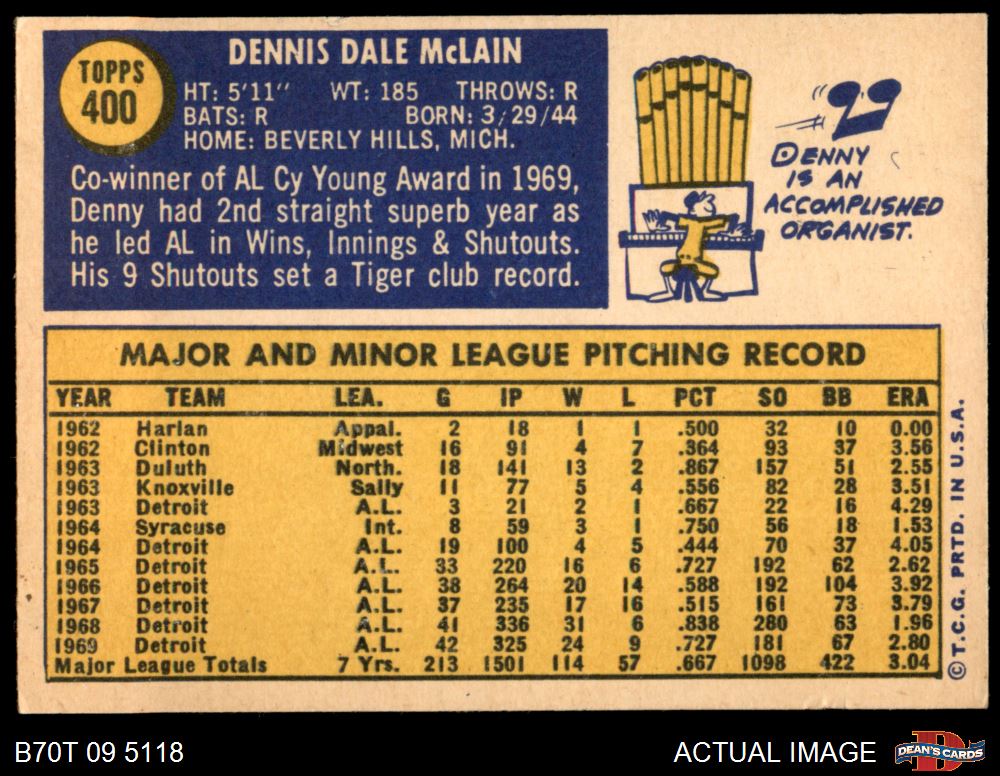 TOPPS
400
DENNIS DALE McLAIN
HT: 5'11" WT: 185 THROWS: R
BATS: R BORN: 3/29/44
HOME: BEVERLY HILLS, MICH.
Co-winner of AL Cy Young Award in 1969,
Denny had 2nd straight superb year as
he led AL in Wins, Innings & Shutouts.
His 9 Shutouts set a Tiger club record.
DENNY
IS AN
ACCOMPLISHED
ORGANIST.
MAJOR AND MINOR LEAGUE PITCHING RECORD
YEAR TEAM LEA. G IP W L PCT SO BB ERA
1962 Harlan Appal. 2 18 1 1 .500 32 10 0.00
1962 Clinton Midwest 16 91 4 7 .364 93 37 3.56
1963 Duluth North. 18 141 13 2 .867 157 51 2.55
1963 Knoxville Sally 11 77 5 4 .556 82 28 3.51
1963 Detroit A.L. 3 21 2 1 .667 22 16 4.29
1964 Syracuse Int. 8 59 3 1 .750 56 18 1.53
1964 Detroit A.L. 19 100 4 5 .444 70 37 4.05
1965 Detroit A.L. 33 220 16 6 .727 192 62 2.62
1966 Detroit A.L. 38 264 20 14 .588 192 104 3.92
1967 Detroit A.L. 37 235 17 16 .515 161 73 3.79
1968 Detroit A.L. 41 336 31 6 .838 280 63 1.96
1969 Detroit A.L. 42 325 24 9 .727 181 67 2.80
Major League Totals 7 Yrs. 213 1501 114 57 .667 1098 422 3.04
© T.C.G. PRTD. IN U.S.A.
B70T 09 5118
ACTUAL IMAGE
DEAN'S CARDS